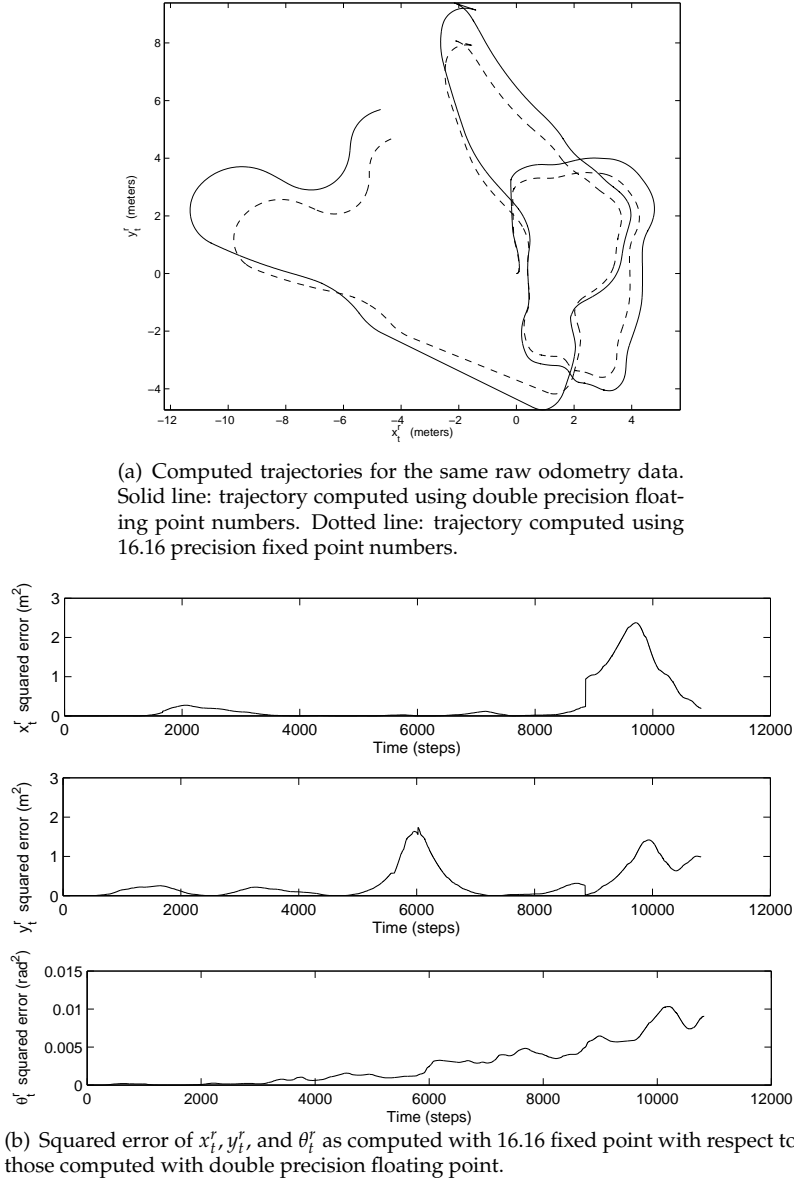 8
6
4
2
0
−2
−4
y_t^r (meters)
−12 −10 −8 −6 −4 −2 0 2 4
x_t^r (meters)
(a) Computed trajectories for the same raw odometry data.
Solid line: trajectory computed using double precision float-
ing point numbers. Dotted line: trajectory computed using
16.16 precision fixed point numbers.
3
2
1
0
x_t^r squared error (m^2)
0 2000 4000 6000 8000 10000 12000
Time (steps)
3
2
1
0
y_t^r squared error (m^2)
0 2000 4000 6000 8000 10000 12000
Time (steps)
0.015
0.01
0.005
0
θ_t^r squared error (rad^2)
0 2000 4000 6000 8000 10000 12000
Time (steps)
(b) Squared error of x_t^r, y_t^r, and θ_t^r as computed with 16.16 fixed point with respect to
those computed with double precision floating point.